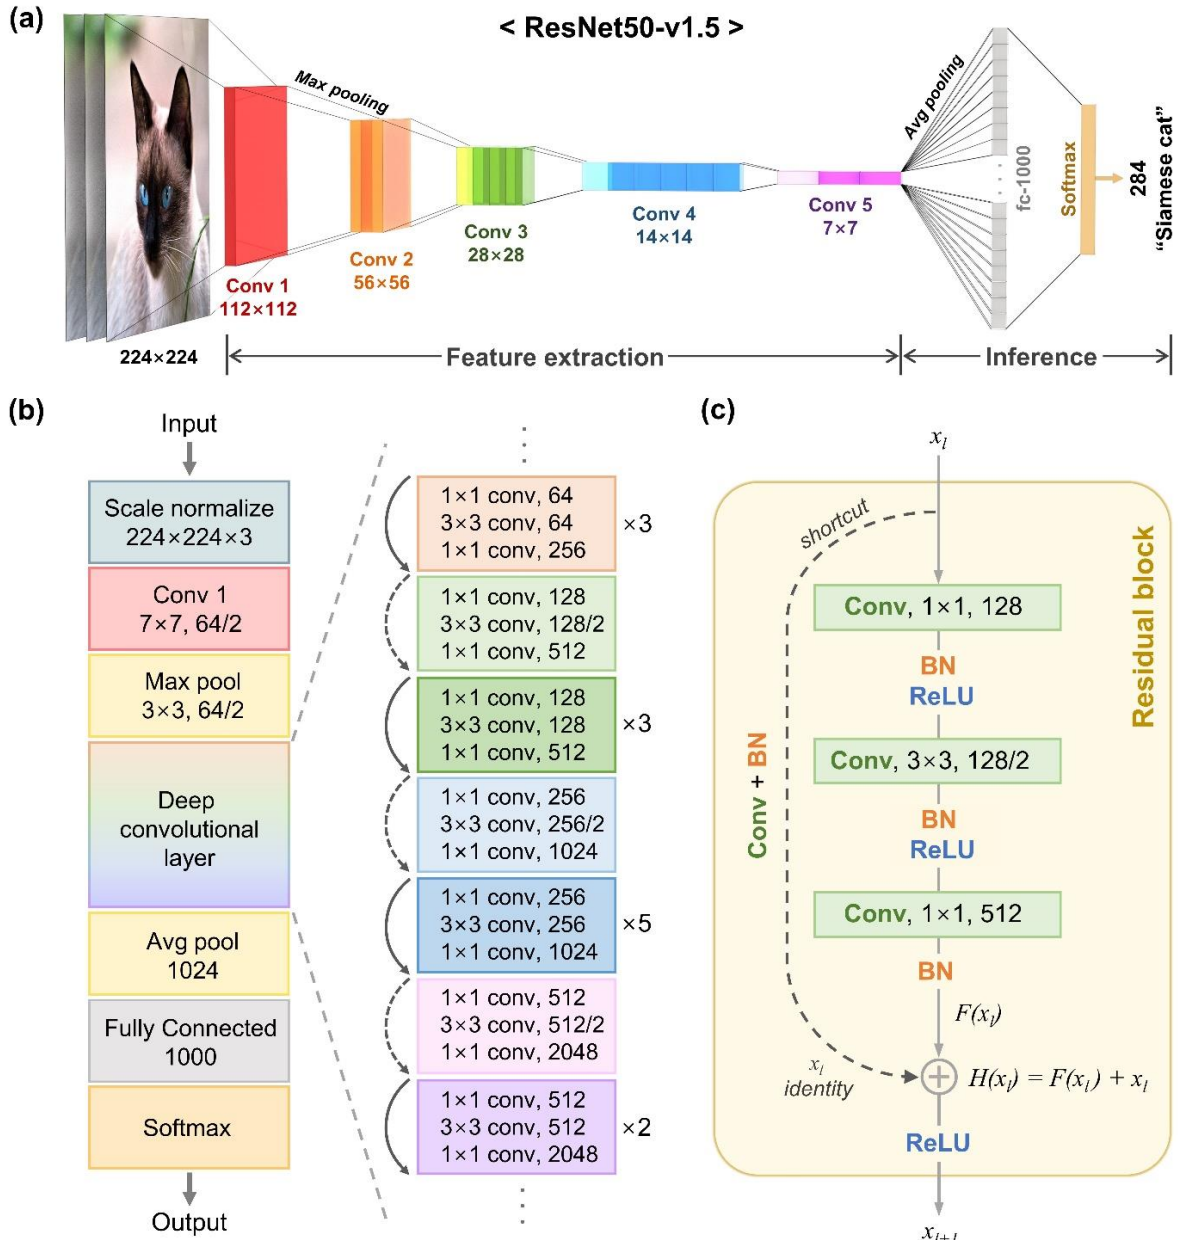 (a)
< ResNet50-v1.5 >
Max pooling
Avg pooling
Conv 1
112×112
Conv 2
56×56
Conv 3
28×28
Conv 4
14×14
Conv 5
7×7
fc-1000
Softmax
284
“Siamese cat”
224×224
Feature extraction
Inference
(b)
Input
Scale normalize
224×224×3
Conv 1
7×7, 64/2
Max pool
3×3, 64/2
Deep
convolutional
layer
Avg pool
1024
Fully Connected
1000
Softmax
Output
1×1 conv, 64
3×3 conv, 64
1×1 conv, 256
×3
1×1 conv, 128
3×3 conv, 128/2
1×1 conv, 512
1×1 conv, 128
3×3 conv, 128
1×1 conv, 512
×3
1×1 conv, 256
3×3 conv, 256/2
1×1 conv, 1024
1×1 conv, 256
3×3 conv, 256
1×1 conv, 1024
×5
1×1 conv, 512
3×3 conv, 512/2
1×1 conv, 2048
1×1 conv, 512
3×3 conv, 512
1×1 conv, 2048
×2
(c)
x_l
shortcut
Residual block
Conv, 1×1, 128
BN
ReLU
Conv, 3×3, 128/2
BN
ReLU
Conv + BN
Conv, 1×1, 512
BN
F(x_l)
x_l
identity
H(x_l) = F(x_l) + x_l
ReLU
x_{l+1}